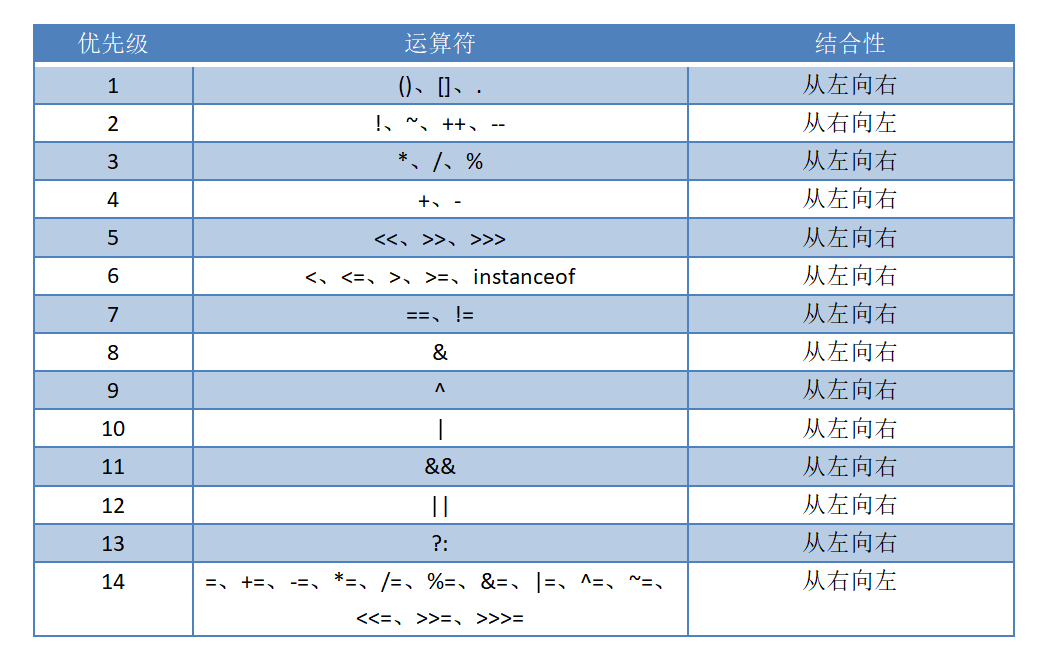 优先级 运算符 结合性
1 ()、[]、. 从左向右
2 !、~、++、-- 从右向左
3 *、/、% 从左向右
4 +、- 从左向右
5 <<、>>、>>> 从左向右
6 <、<=、>、>=、instanceof 从左向右
7 ==、!= 从左向右
8 & 从左向右
9 ^ 从左向右
10 | 从左向右
11 && 从左向右
12 || 从左向右
13 ?: 从左向右
14 =、+=、-=、*=、/=、%=、&=、|=、^=、~=、 从右向左
<<=、>>=、>>>=